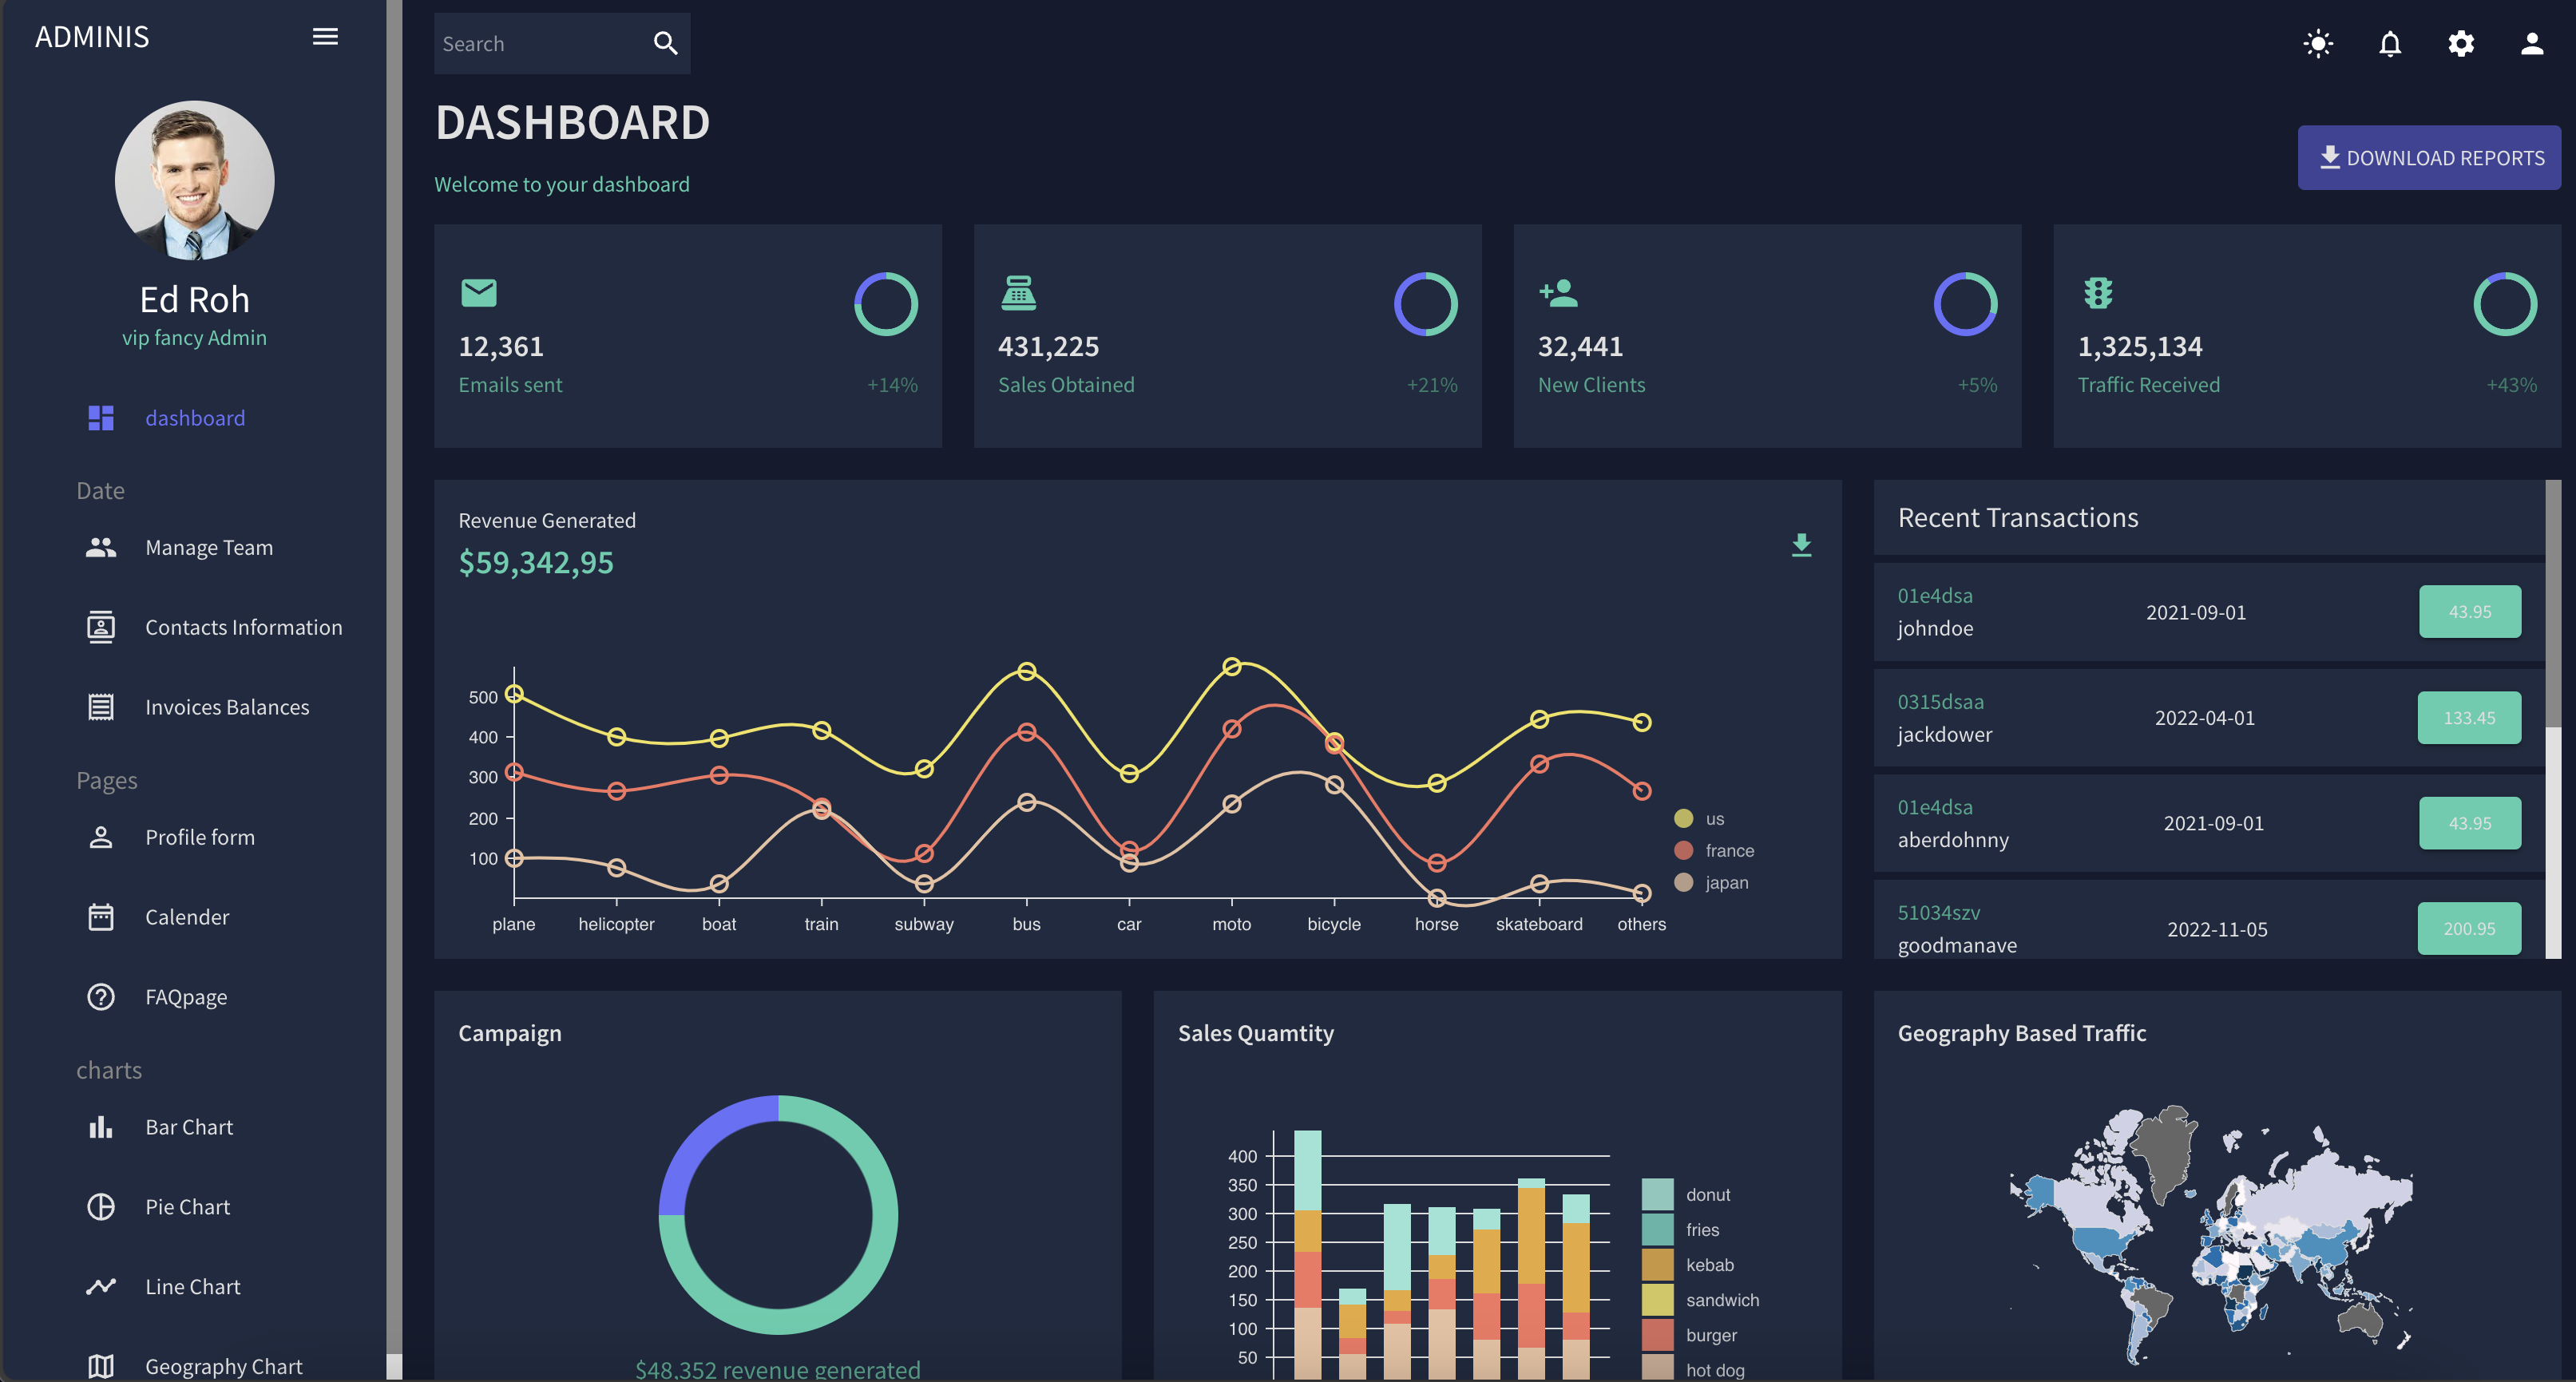 ADMINIS
Ed Roh
vip fancy Admin
dashboard
Date
Manage Team
Contacts Information
Invoices Balances
Pages
Profile form
Calender
FAQpage
charts
Bar Chart
Pie Chart
Line Chart
Geography Chart
Search
DASHBOARD
Welcome to your dashboard
DOWNLOAD REPORTS
12,361
Emails sent
+14%
431,225
Sales Obtained
+21%
32,441
New Clients
+5%
1,325,134
Traffic Received
+43%
Revenue Generated
$59,342,95
500
400
300
200
100
plane helicopter boat train subway bus car moto bicycle horse skateboard others
us
france
japan
Recent Transactions
01e4dsa
johndoe
2021-09-01
43.95
0315dsaa
jackdower
2022-04-01
133.45
01e4dsa
aberdohnny
2021-09-01
43.95
51034szv
goodmanave
2022-11-05
200.95
Campaign
$48,352 revenue generated
Sales Quamtity
400
350
300
250
200
150
100
50
donut
fries
kebab
sandwich
burger
hot dog
Geography Based Traffic